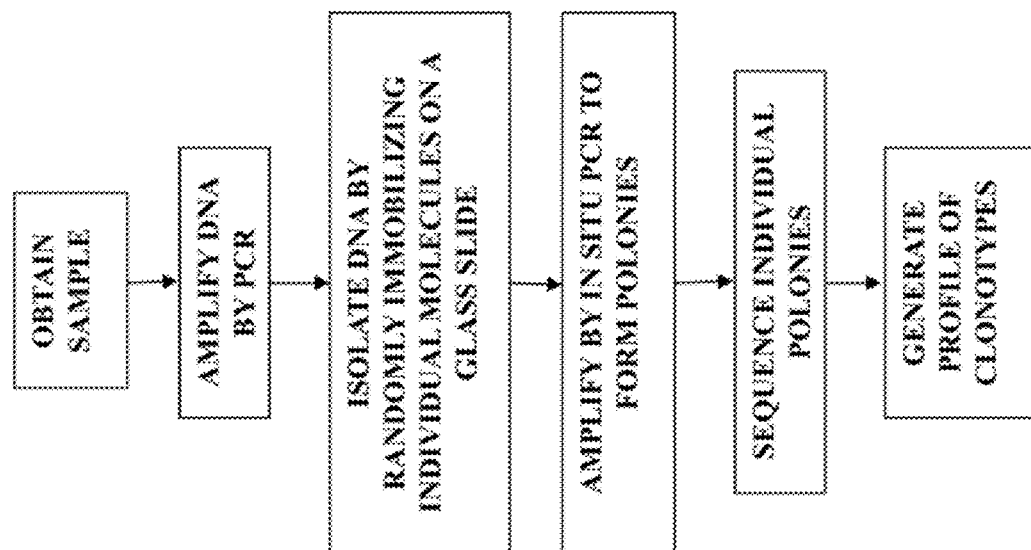 OBTAIN
SAMPLE
AMPLIFY DNA
BY PCR
ISOLATE DNA BY
RANDOMLY IMMOBILIZING
INDIVIDUAL MOLECULES ON A
GLASS SLIDE
AMPLIFY BY IN SITU PCR TO
FORM POLONIES
SEQUENCE INDIVIDUAL
POLONIES
GENERATE
PROFILE OF
CLONOTYPES